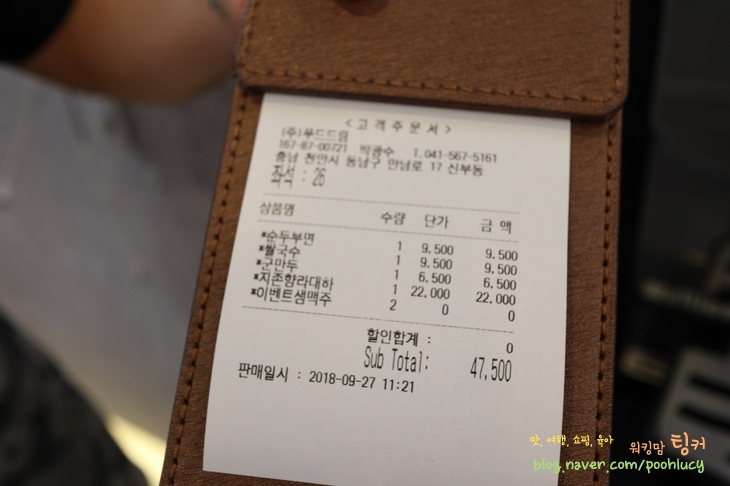 <고객주문서>
(주)푸드드림
167-87-00721 박광수 T.041-567-5161
충남 천안시 동남구 만남로 17 신부동
좌석 : 26
상품명 수량 단가 금 액
*순두부면 1 9,500 9,500
*쌀국수 1 9,500 9,500
*군만두 1 6,500 6,500
*지존향라대하 1 22,000 22,000
*이벤트생맥주 2 0 0
할인합계 : 0
Sub Total: 47,500
판매일시 : 2018-09-27 11:21
맛, 여행, 쇼핑, 육아 워킹맘 팅커
blog.naver.com/poohlucy